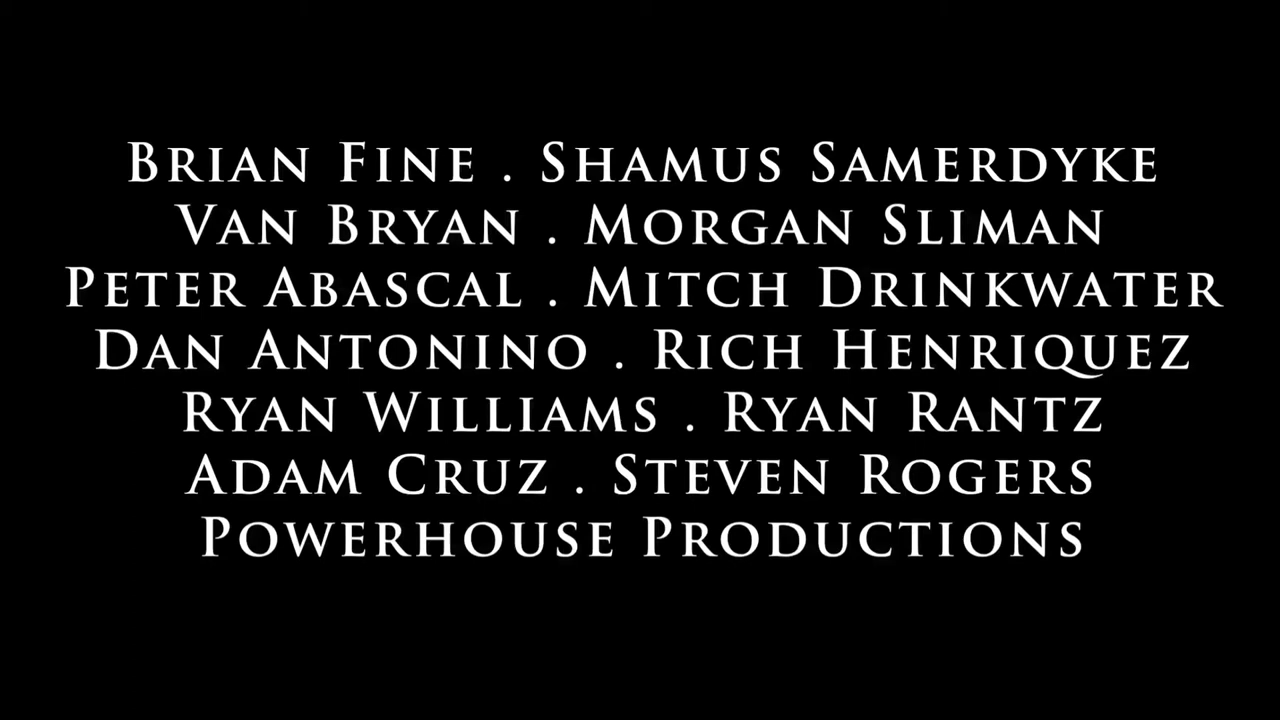 Brian Fine . Shamus Samerdyke
Van Bryan . Morgan Sliman
Peter Abascal . Mitch Drinkwater
Dan Antonino . Rich Henriquez
Ryan Williams . Ryan Rantz
Adam Cruz . Steven Rogers
Powerhouse Productions